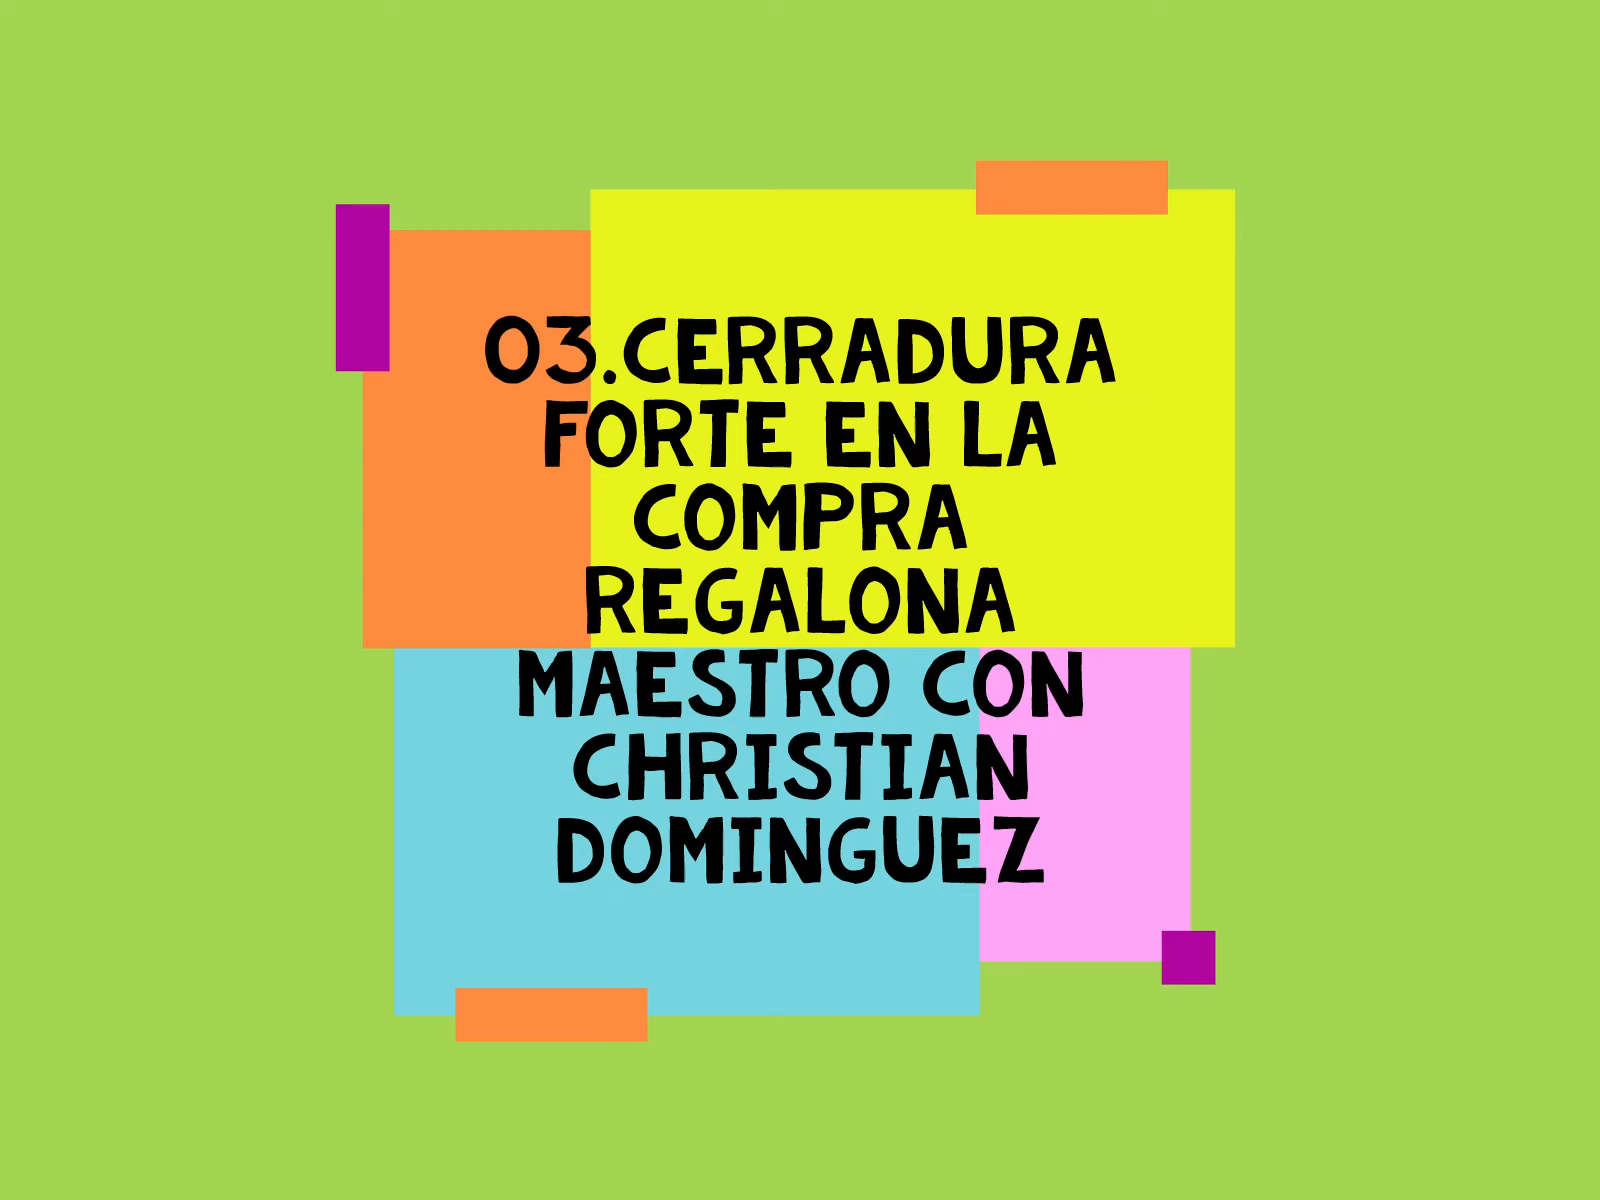 03.CERRADURA
FORTE EN LA
COMPRA
REGALONA
MAESTRO CON
CHRISTIAN
DOMINGUEZ